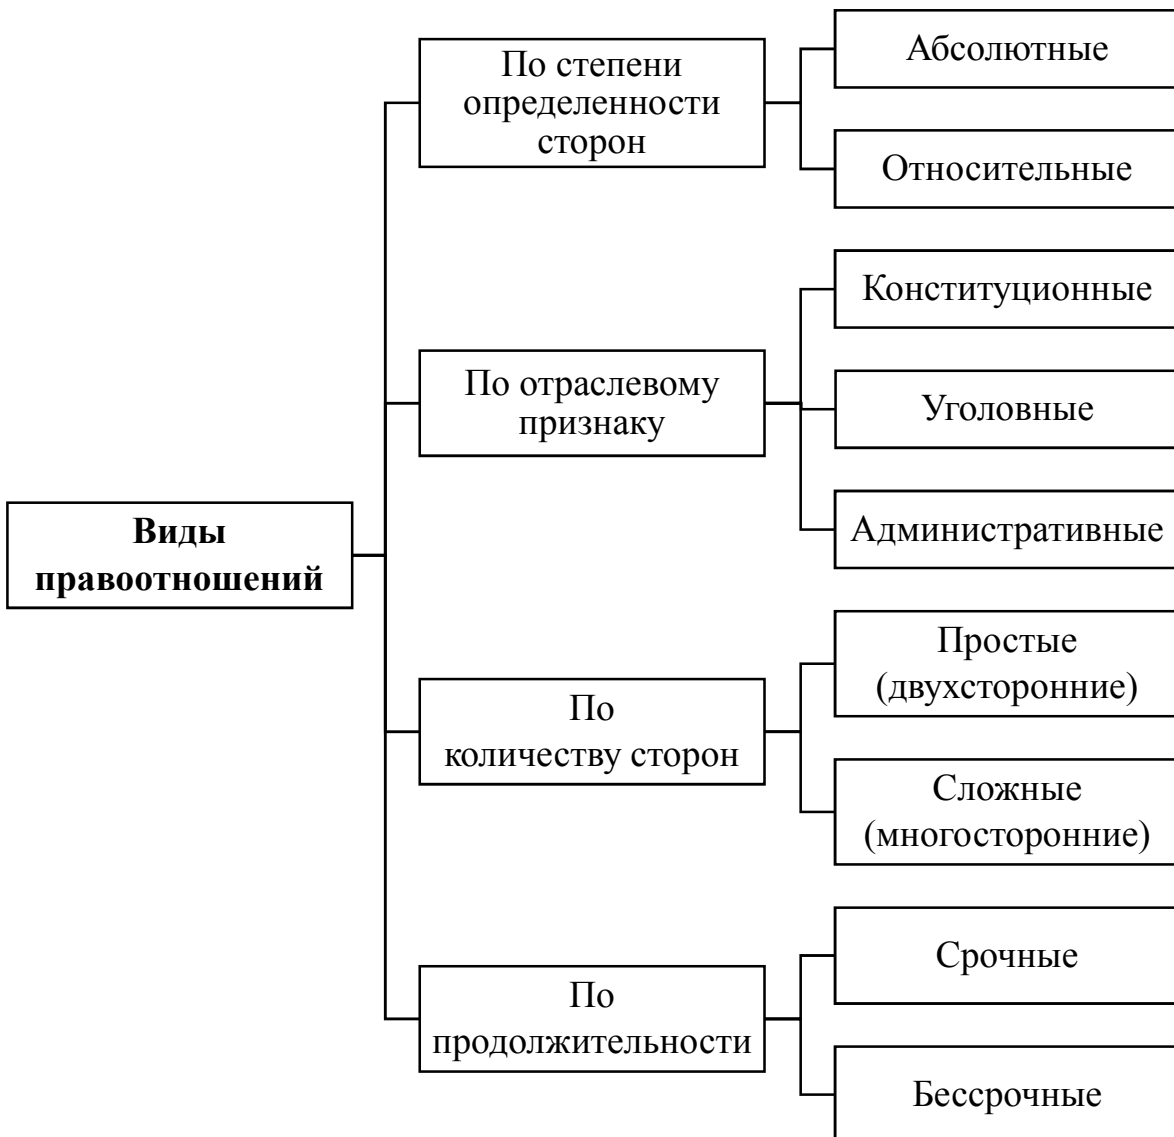 Виды
правоотношений
По степени
определенности
сторон
Абсолютные
Относительные
По отраслевому
признаку
Конституционные
Уголовные
Административные
По
количеству сторон
Простые
(двухсторонние)
Сложные
(многосторонние)
По
продолжительности
Срочные
Бессрочные